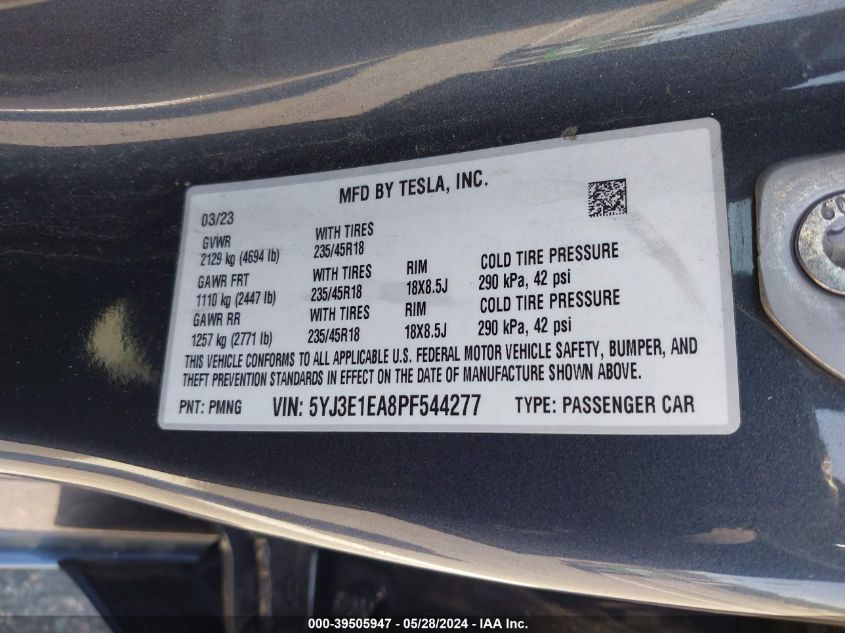 MFD BY TESLA, INC.
03/23
GVWR WITH TIRES
2129 kg (4694 lb) 235/45R18
GAWR FRT WITH TIRES RIM COLD TIRE PRESSURE
1110 kg (2447 lb) 235/45R18 18X8.5J 290 kPa, 42 psi
GAWR RR WITH TIRES RIM COLD TIRE PRESSURE
1257 kg (2771 lb) 235/45R18 18X8.5J 290 kPa, 42 psi
THIS VEHICLE CONFORMS TO ALL APPLICABLE U.S. FEDERAL MOTOR VEHICLE SAFETY, BUMPER, AND
THEFT PREVENTION STANDARDS IN EFFECT ON THE DATE OF MANUFACTURE SHOWN ABOVE.
PNT: PMNG VIN: 5YJ3E1EA8PF544277 TYPE: PASSENGER CAR
000-39505947 - 05/28/2024 - IAAI.com